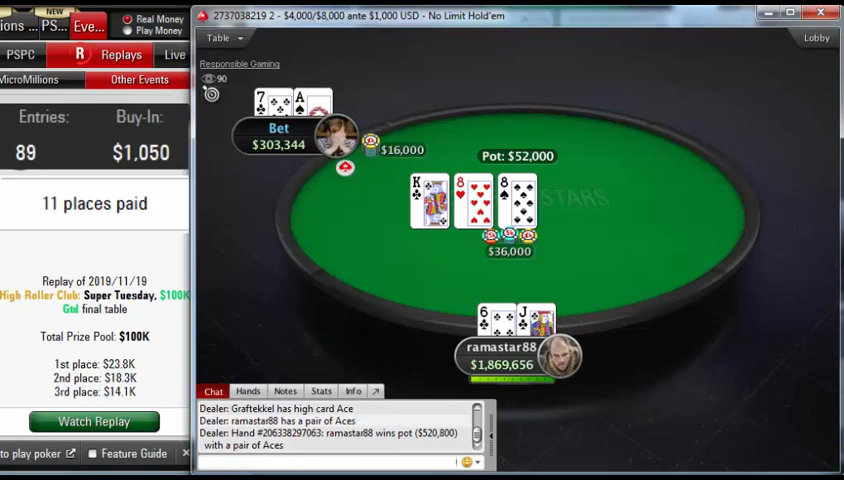 ions ...
NEW
PS...
Eve...
Real Money
Play Money
PSPC
R
Replays
Live
MicroMillions
Other Events
Entries:
Buy-In:
89
$1,050
11 places paid
Replay of 2019/11/19
High Roller Club: Super Tuesday, $100K
Gtd final table
Total Prize Pool: $100K
1st place: $23.8K
2nd place: $18.3K
3rd place: $14.1K
Watch Replay
to play poker
Feature Guide
2737038219 2 - $4,000/$8,000 ante $1,000 USD - No Limit Hold'em
Table
Lobby
Responsible Gaming
90
7
A
Bet
$303,344
$16,000
Pot: $52,000
K
8
8
STARS
$36,000
6
J
ramastar88
$1,869,656
Chat
Hands
Notes
Stats
Info
Dealer: Graftekkel has high card Ace
Dealer: ramastar88 has a pair of Aces
Dealer: Hand #206338297063: ramastar88 wins pot ($520,800)
with a pair of Aces